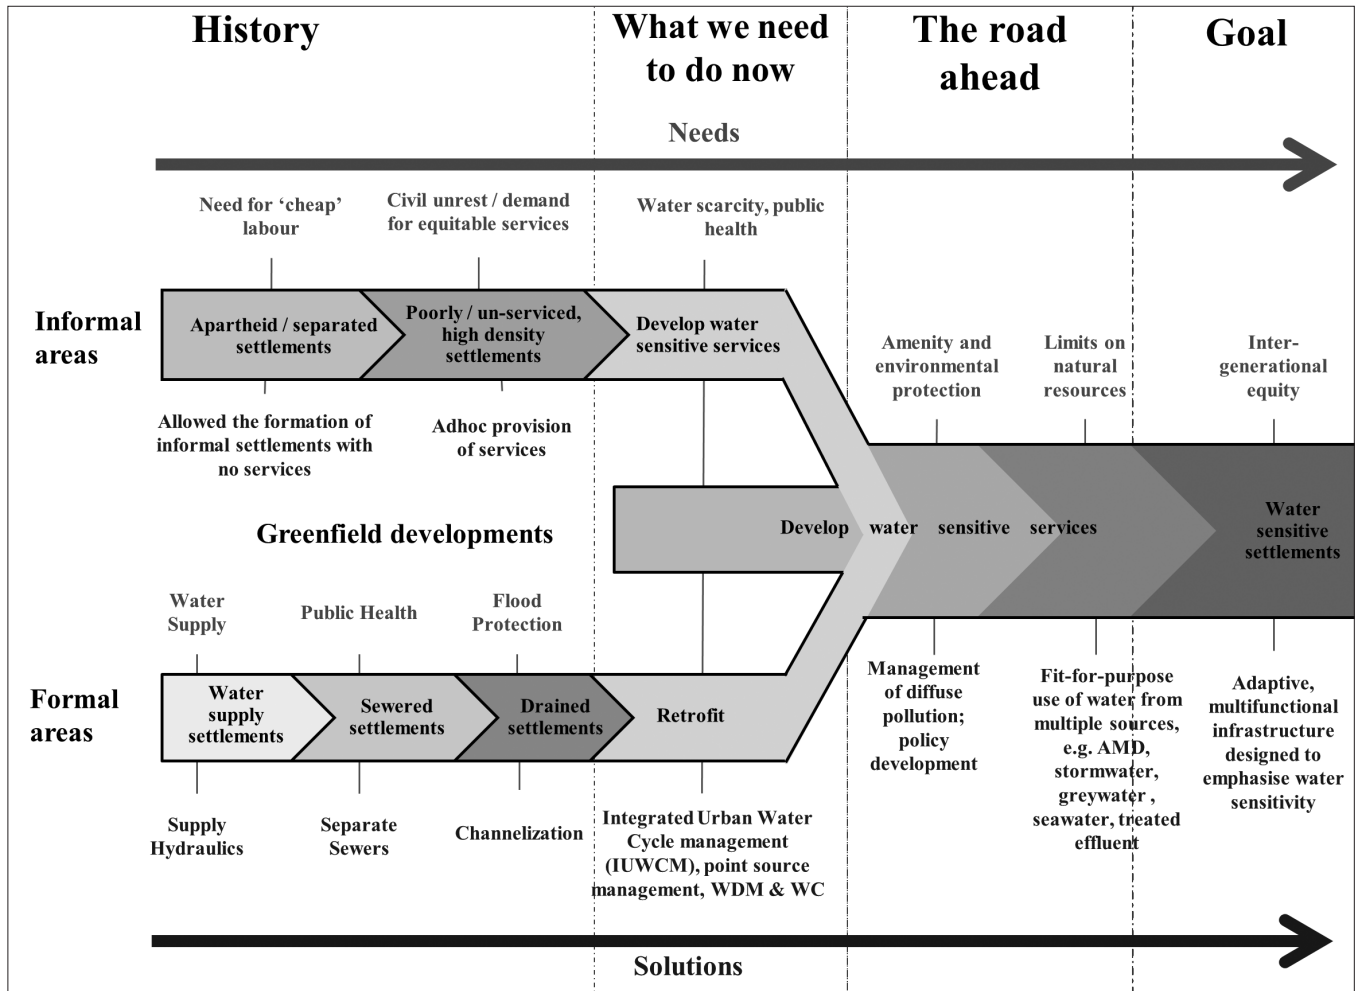 History
What we need
to do now
The road
ahead
Goal
Needs
Need for ‘cheap’
labour
Civil unrest / demand
for equitable services
Water scarcity, public
health
Informal
areas
Apartheid / separated
settlements
Poorly / un-serviced,
high density
settlements
Develop water
sensitive services
Allowed the formation of
informal settlements with
no services
Adhoc provision
of services
Amenity and
environmental
protection
Limits on
natural
resources
Inter-
generational
equity
Greenfield developments
Develop water sensitive services
Water
sensitive
settlements
Water
Supply
Public Health
Flood
Protection
Formal
areas
Water
supply
settlements
Sewered
settlements
Drained
settlements
Retrofit
Supply
Hydraulics
Separate
Sewers
Channelization
Integrated Urban Water
Cycle management
(IUWCM), point source
management, WDM & WC
Management
of diffuse
pollution;
policy
development
Fit-for-purpose
use of water from
multiple sources,
e.g. AMD,
stormwater,
greywater ,
seawater, treated
effluent
Adaptive,
multifunctional
infrastructure
designed to
emphasise water
sensitivity
Solutions